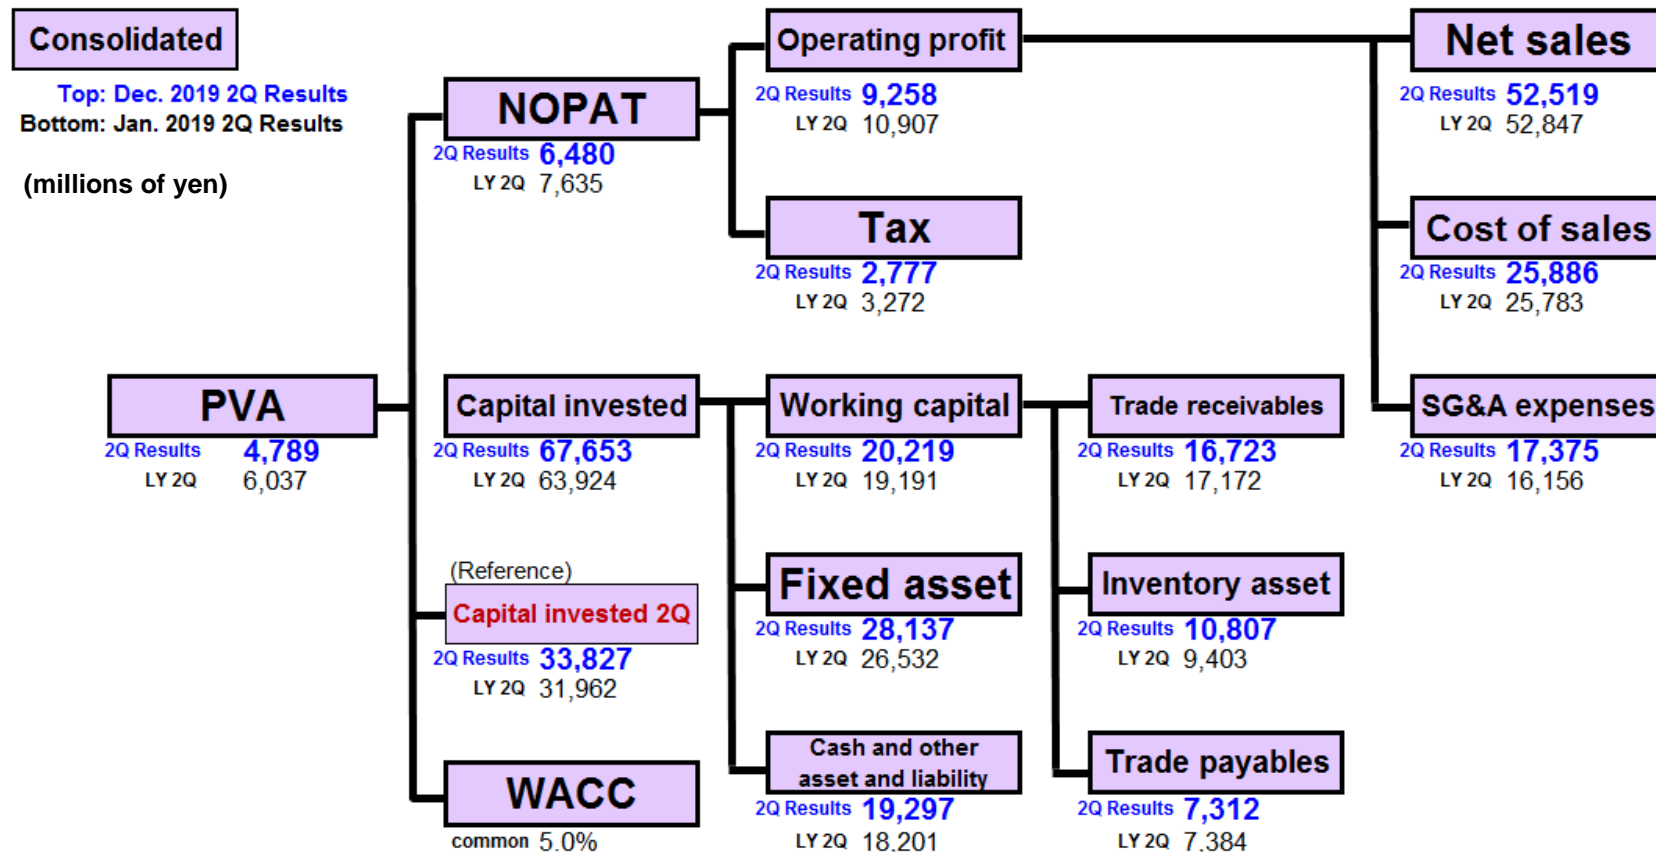 Consolidated
Top: Dec. 2019 2Q Results
Bottom: Jan. 2019 2Q Results
(millions of yen)
PVA
2Q Results 4,789
LY 2Q 6,037
NOPAT
2Q Results 6,480
LY 2Q 7,635
Capital invested
2Q Results 67,653
LY 2Q 63,924
(Reference)
Capital invested 2Q
2Q Results 33,827
LY 2Q 31,962
WACC
common 5.0%
Operating profit
2Q Results 9,258
LY 2Q 10,907
Tax
2Q Results 2,777
LY 2Q 3,272
Working capital
2Q Results 20,219
LY 2Q 19,191
Fixed asset
2Q Results 28,137
LY 2Q 26,532
Cash and other
asset and liability
2Q Results 19,297
LY 2Q 18,201
Trade receivables
2Q Results 16,723
LY 2Q 17,172
Inventory asset
2Q Results 10,807
LY 2Q 9,403
Trade payables
2Q Results 7,312
LY 2Q 7,384
Net sales
2Q Results 52,519
LY 2Q 52,847
Cost of sales
2Q Results 25,886
LY 2Q 25,783
SG&A expenses
2Q Results 17,375
LY 2Q 16,156